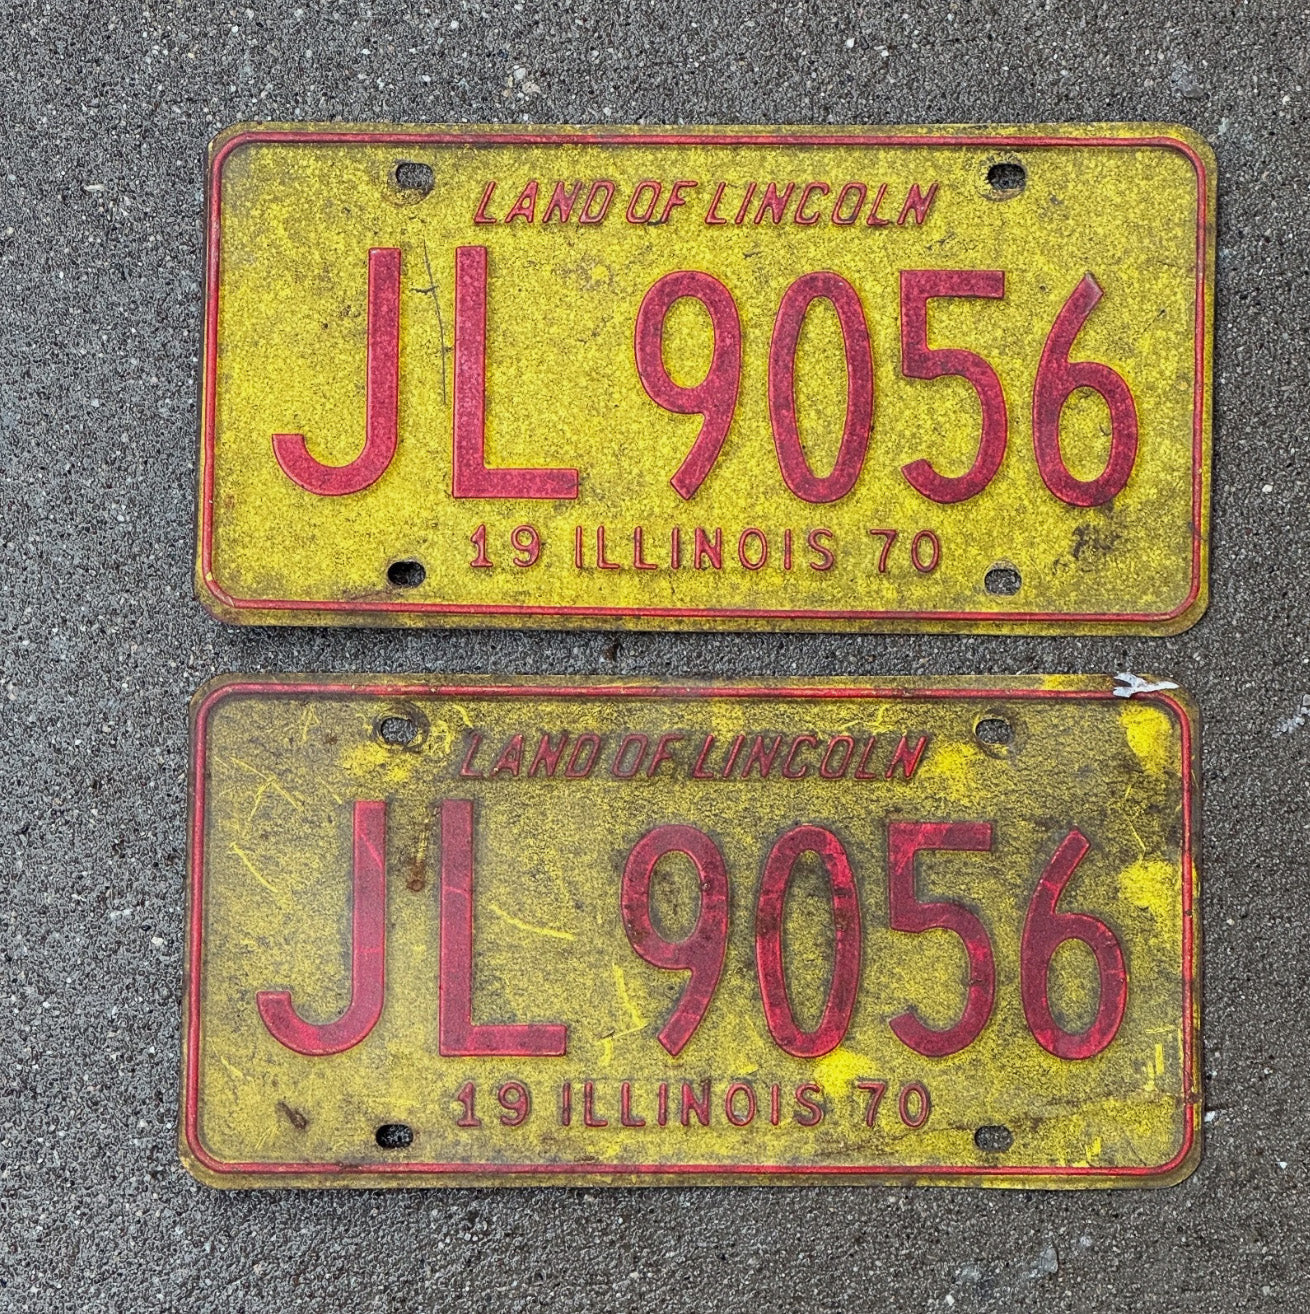 LAND OF LINCOLN
JL 9056
19 ILLINOIS 70
LAND OF LINCOLN
JL 9056
19 ILLINOIS 70